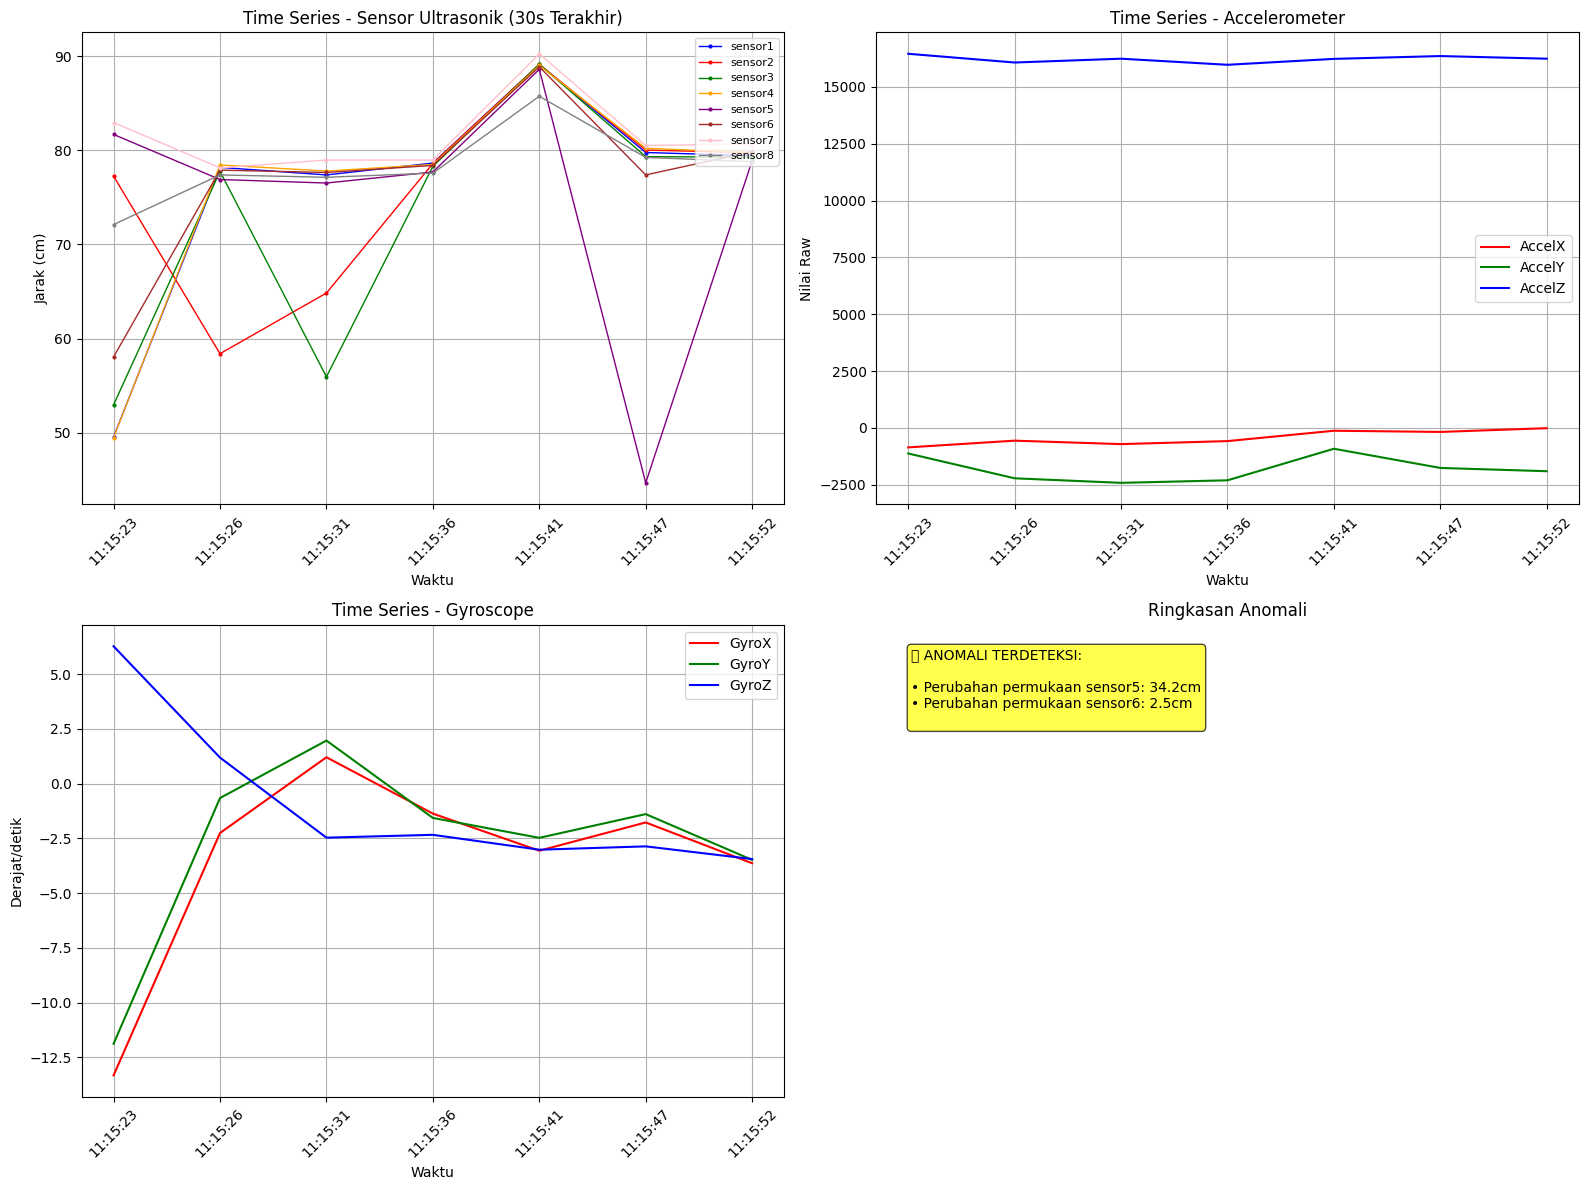 Time Series - Sensor Ultrasonik (30s Terakhir)
90
80
70
60
50
Jarak (cm)
sensor1
sensor2
sensor3
sensor4
sensor5
sensor6
sensor7
sensor8
11:15:23
11:15:26
11:15:31
11:15:36
11:15:41
11:15:47
11:15:52
Waktu
Time Series - Accelerometer
15000
12500
10000
7500
5000
2500
0
−2500
Nilai Raw
AccelX
AccelY
AccelZ
11:15:23
11:15:26
11:15:31
11:15:36
11:15:41
11:15:47
11:15:52
Waktu
Time Series - Gyroscope
5.0
2.5
0.0
−2.5
−5.0
−7.5
−10.0
−12.5
Derajat/detik
GyroX
GyroY
GyroZ
11:15:23
11:15:26
11:15:31
11:15:36
11:15:41
11:15:47
11:15:52
Waktu
Ringkasan Anomali
ANOMALI TERDETEKSI:
• Perubahan permukaan sensor5: 34.2cm
• Perubahan permukaan sensor6: 2.5cm